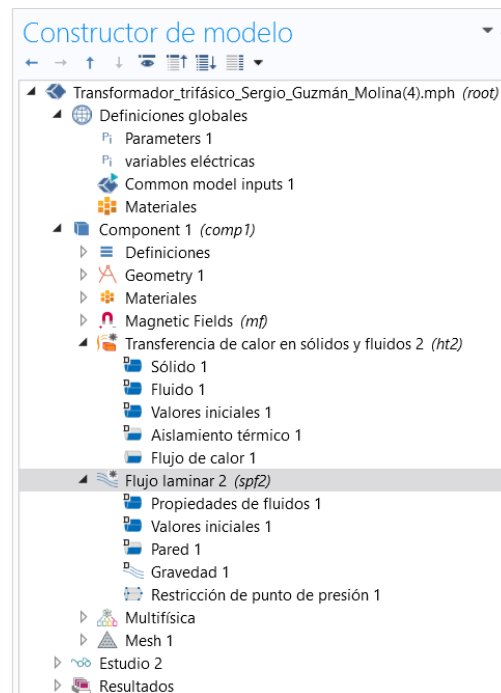 Constructor de modelo
Transformador_trifásico_Sergio_Guzmán_Molina(4).mph (root)
Definiciones globales
Pi Parameters 1
Pi variables eléctricas
Common model inputs 1
Materiales
Component 1 (comp1)
Definiciones
Geometry 1
Materiales
Magnetic Fields (mf)
Transferencia de calor en sólidos y fluidos 2 (ht2)
Sólido 1
Fluido 1
Valores iniciales 1
Aislamiento térmico 1
Flujo de calor 1
Flujo laminar 2 (spf2)
Propiedades de fluidos 1
Valores iniciales 1
Pared 1
Gravedad 1
Restricción de punto de presión 1
Multifísica
Mesh 1
Estudio 2
Resultados